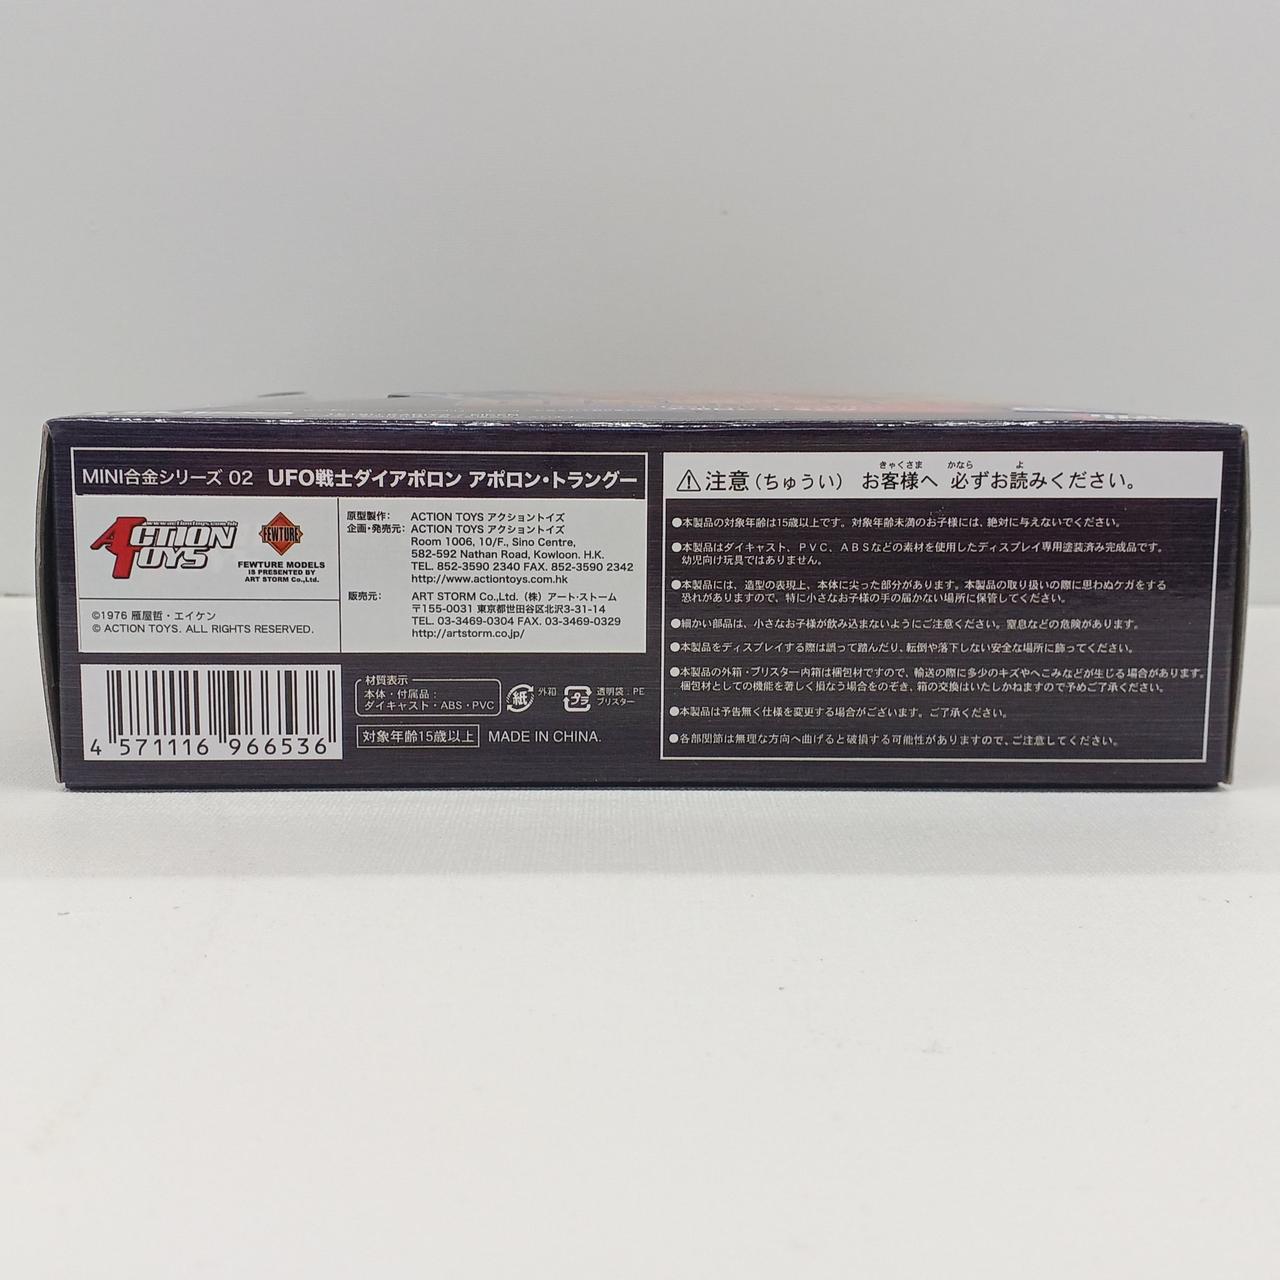 MINI合金シリーズ 02 UFO戦士ダイアポロン アポロン・トラングー
www.actiontoys.com.hk
ACTION TOYS
FEWTURE
FEWTURE MODELS
IS PRESENTED BY
ART STORM Co.,Ltd.
©1976 雁屋哲・エイケン
© ACTION TOYS. ALL RIGHTS RESERVED.
原型製作: ACTION TOYS アクショントイズ
企画・発売元: ACTION TOYS アクショントイズ
Room 1006, 10/F., Sino Centre,
582-592 Nathan Road, Kowloon. H.K.
TEL. 852-3590 2340 FAX. 852-3590 2342
http://www.actiontoys.com.hk
販売元: ART STORM Co.,Ltd.（株）アート・ストーム
〒155-0031 東京都世田谷区北沢3-31-14
TEL. 03-3469-0304 FAX. 03-3469-0329
http://artstorm.co.jp/
4 571116 966536
材質表示
本体・付属品：
ダイキャスト・ABS・PVC
紙 外箱
プラ 透明袋：PE
ブリスター
対象年齢15歳以上 MADE IN CHINA.
きゃくさま かなら よ
⚠注意（ちゅうい） お客様へ 必ずお読みください。
●本製品の対象年齢は15歳以上です。対象年齢未満のお子様には、絶対に与えないでください。
●本製品はダイキャスト、PVC、ABSなどの素材を使用したディスプレイ専用塗装済み完成品です。
幼児向け玩具ではありません。
●本製品には、造型の表現上、本体に尖った部分があります。本製品の取り扱いの際に思わぬケガをする
恐れがありますので、特に小さなお子様の手の届かない場所に保管してください。
●細かい部品は、小さなお子様が飲み込まないようにご注意ください。窒息などの危険があります。
●本製品をディスプレイする際は誤って踏んだり、転倒や落下しない安全な場所に飾ってください。
●本製品の外箱・ブリスター内箱は梱包材ですので、輸送の際に多少のキズやへこみなどが生じる場合があります。
梱包材としての機能を著しく損なう場合をのぞき、箱の交換はいたしかねますので予めご了承ください。
●本製品は予告無く仕様を変更する場合がございます。ご了承ください。
●各部関節は無理な方向へ曲げると破損する可能性がありますので、ご注意してください。